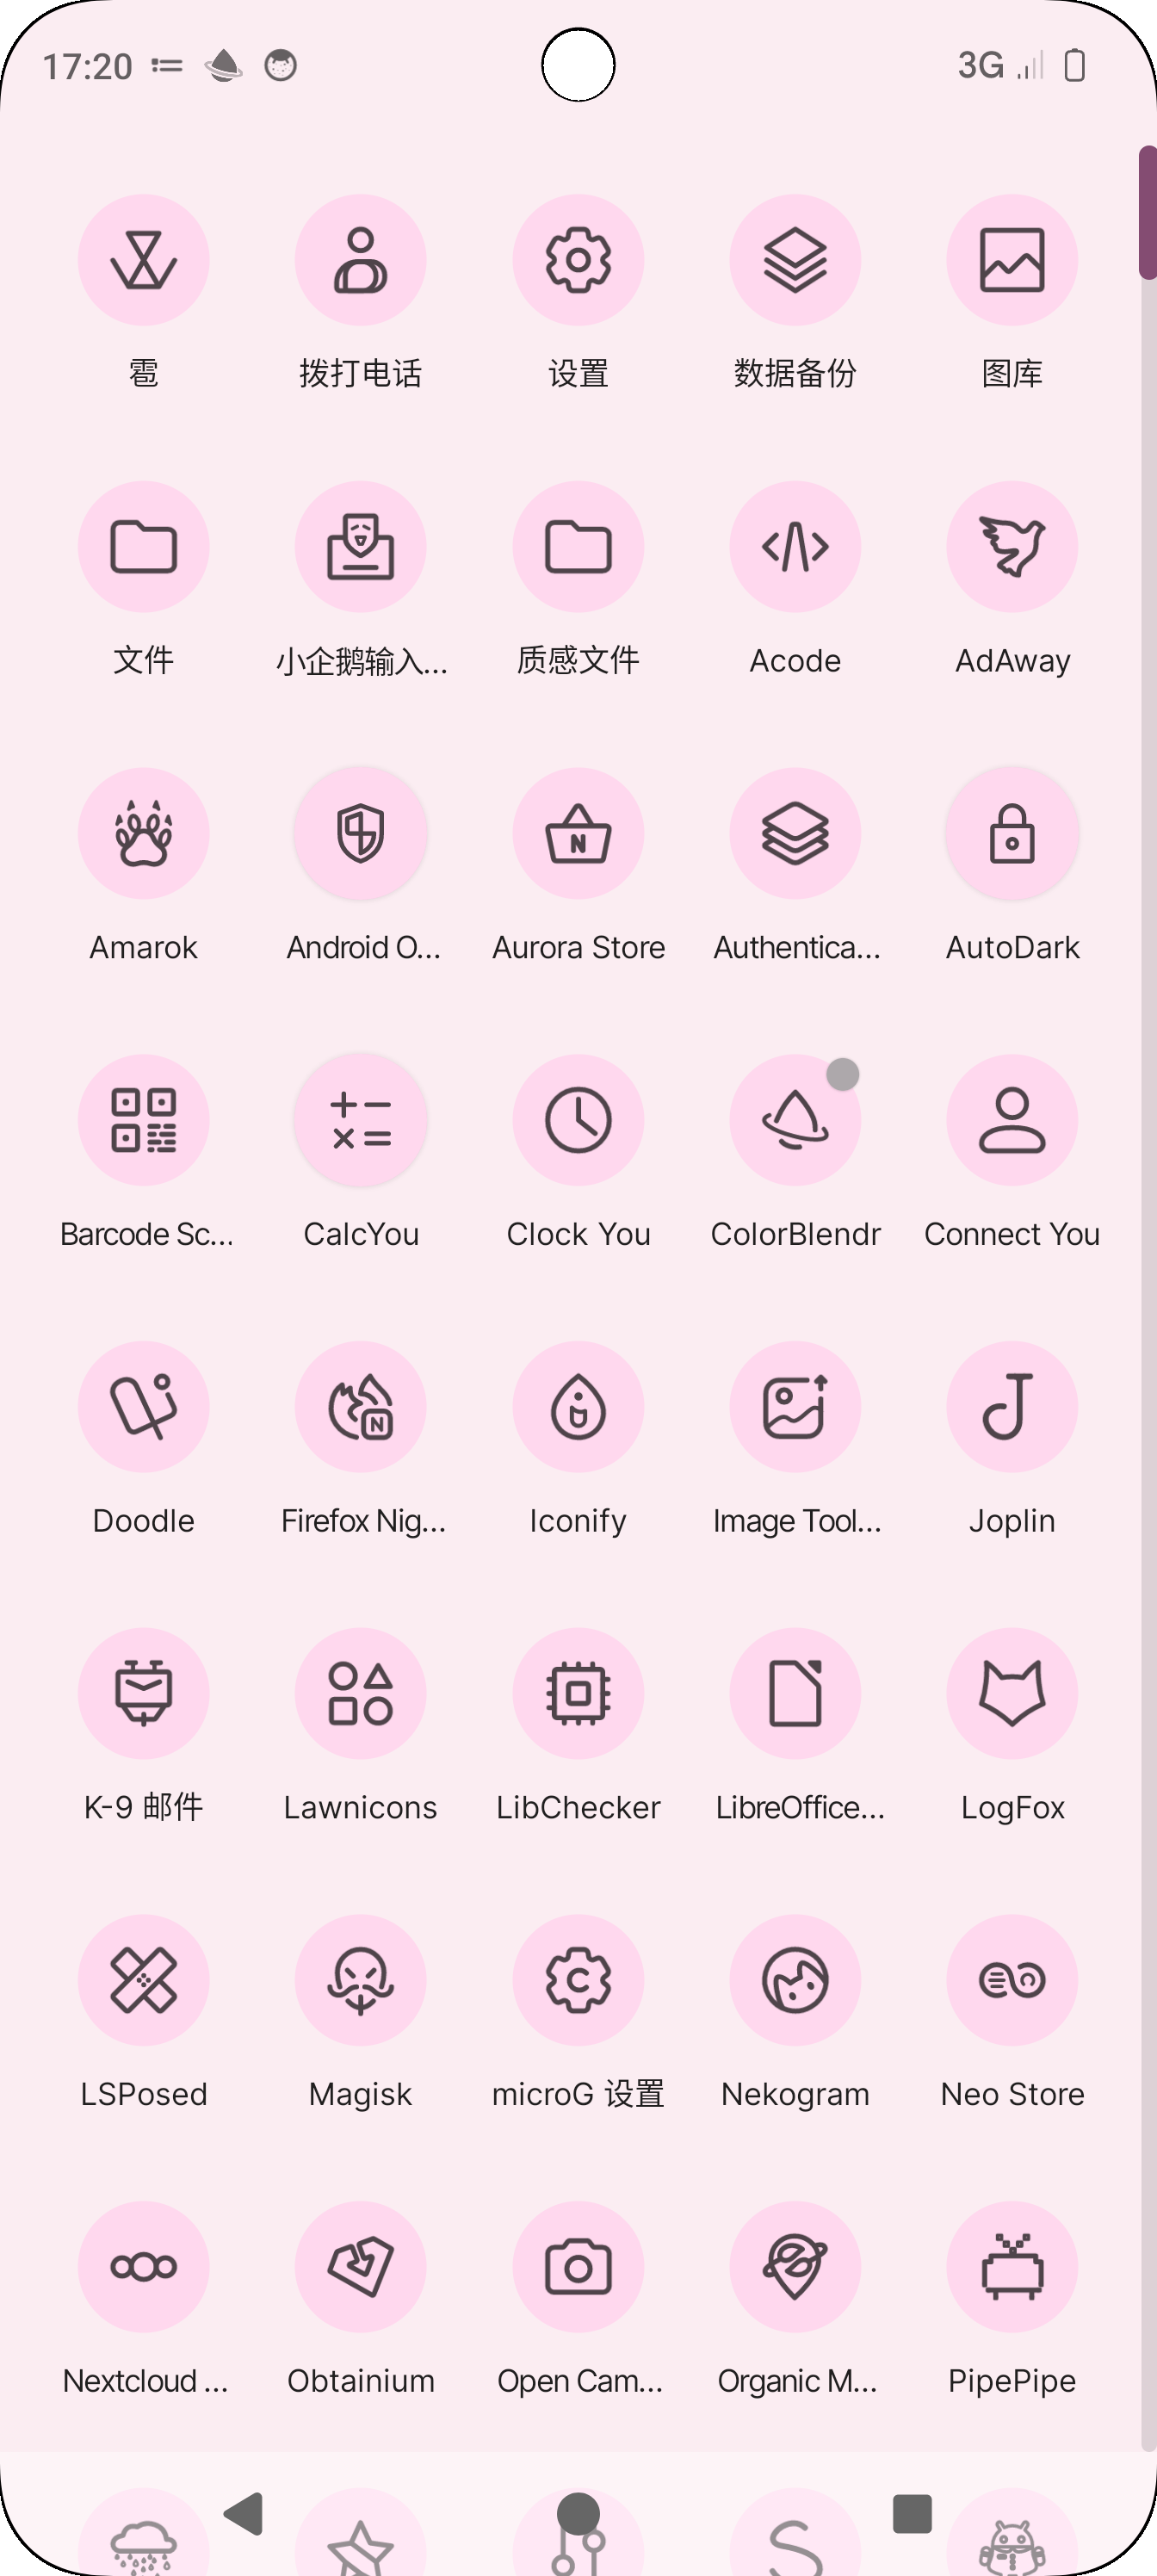 17:20
3G
雹 拨打电话 设置 数据备份 图库
文件 小企鹅输入... 质感文件 Acode AdAway
Amarok Android O... Aurora Store Authentica... AutoDark
Barcode Sc... CalcYou Clock You ColorBlendr Connect You
Doodle Firefox Nig... Iconify Image Tool... Joplin
K-9 邮件 Lawnicons LibChecker LibreOffice... LogFox
LSPosed Magisk microG 设置 Nekogram Neo Store
Nextcloud ... Obtainium Open Cam... Organic M... PipePipe